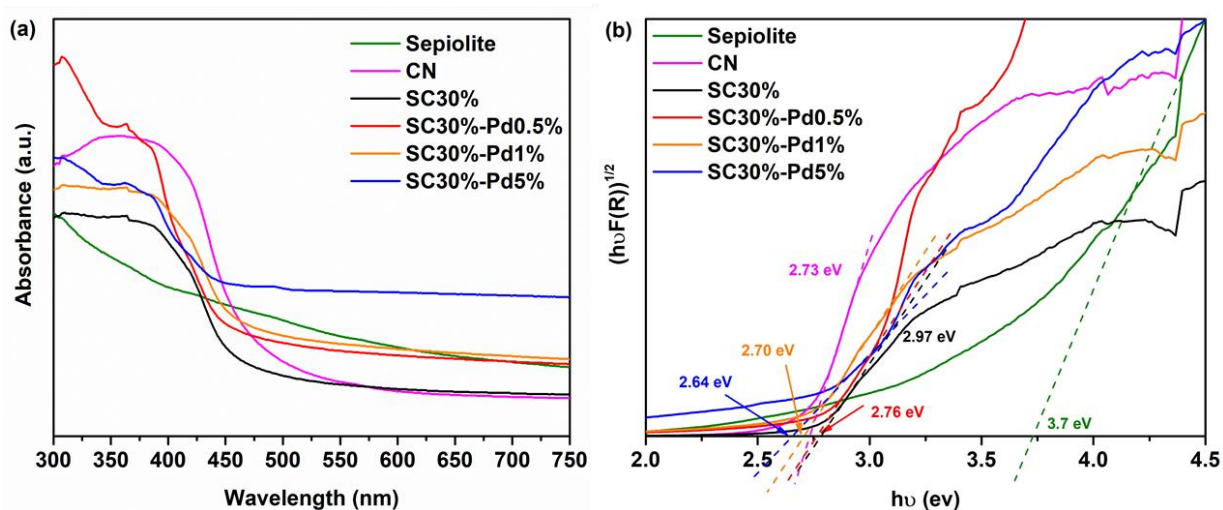 (a)
Sepiolite
CN
SC30%
SC30%-Pd0.5%
SC30%-Pd1%
SC30%-Pd5%
Absorbance (a.u.)
300 350 400 450 500 550 600 650 700 750
Wavelength (nm)
(b)
Sepiolite
CN
SC30%
SC30%-Pd0.5%
SC30%-Pd1%
SC30%-Pd5%
(hυF(R))^1/2
2.73 eV
2.97 eV
2.70 eV
2.64 eV
2.76 eV
3.7 eV
2.0 2.5 3.0 3.5 4.0 4.5
hυ (ev)